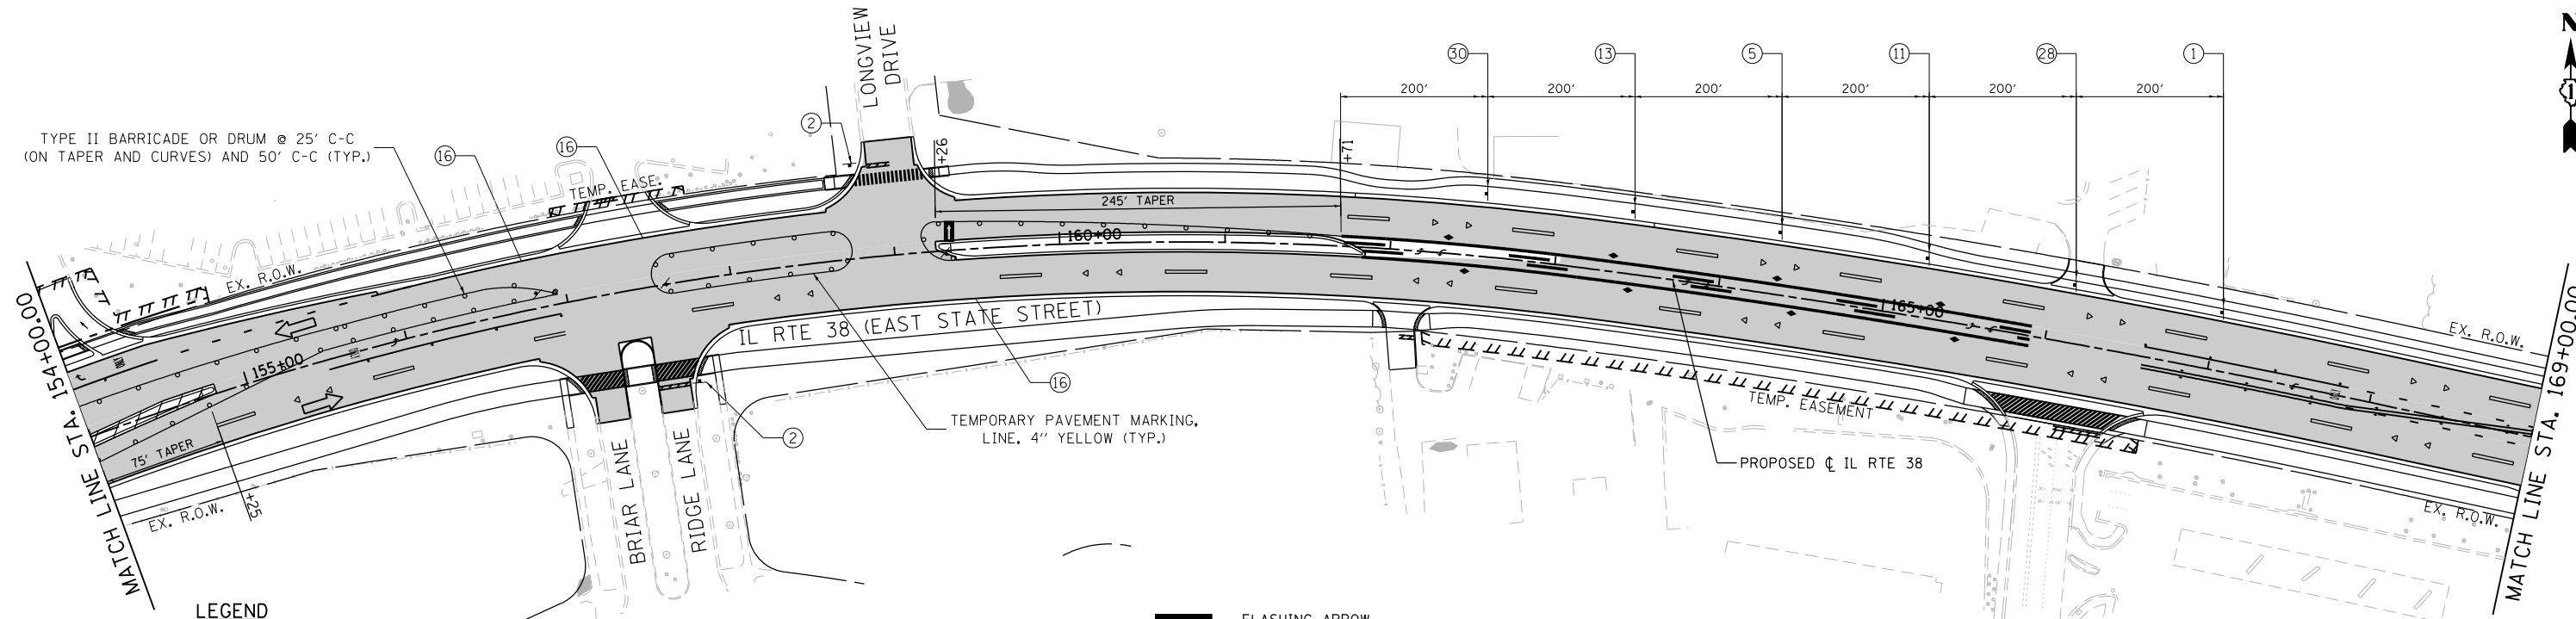 LONGVIEW
DRIVE
N
30
13
5
11
28
1
200'
200'
200'
200'
200'
200'
TYPE II BARRICADE OR DRUM @ 25' C-C
(ON TAPER AND CURVES) AND 50' C-C (TYP.)
16
16
2
+26
+71
TEMP. EASE.
245' TAPER
160+00
EX. R.O.W.
165+00
EX. R.O.W.
MATCH LINE STA. 154+00.00
155+00
IL RTE 38 (EAST STATE STREET)
16
75' TAPER
+25
EX. R.O.W.
BRIAR LANE
RIDGE LANE
2
TEMPORARY PAVEMENT MARKING,
LINE, 4'' YELLOW (TYP.)
TEMP. EASEMENT
PROPOSED ℄ IL RTE 38
EX. R.O.W.
MATCH LINE STA. 169+00.00
LEGEND
FLASHING ARROW